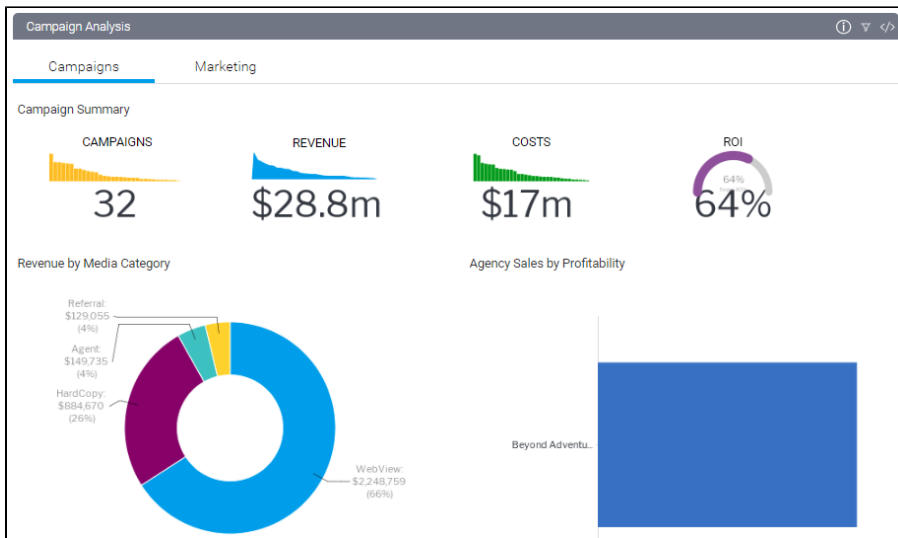 Campaign Analysis
Campaigns
Marketing
Campaign Summary
CAMPAIGNS
REVENUE
COSTS
ROI
64%
32
$28.8m
$17m
64%
Revenue by Media Category
Agency Sales by Profitability
Referral:
$129,055
(4%)
Agent:
$149,735
(4%)
HardCopy:
$884,670
(26%)
WebView:
$2,248,759
(66%)
Beyond Adventu...